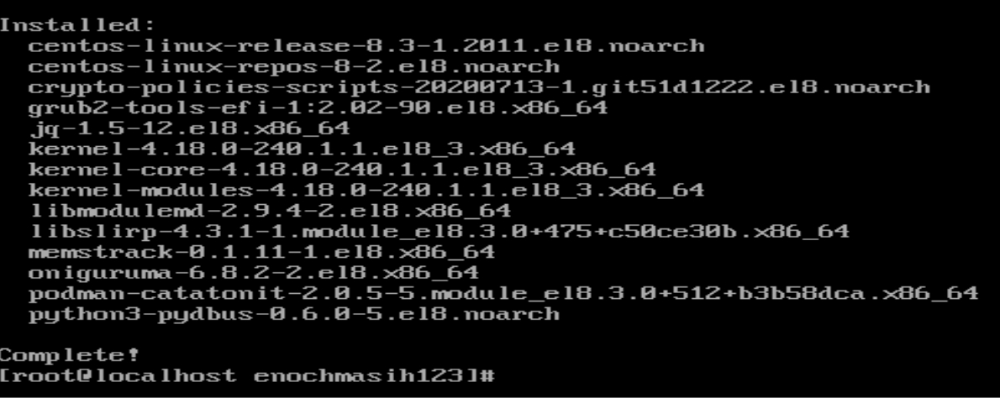 Installed:
centos-linux-release-8.3-1.2011.el8.noarch
centos-linux-repos-8-2.el8.noarch
crypto-policies-scripts-20200713-1.git51d1222.el8.noarch
grub2-tools-efi-1:2.02-90.el8.x86_64
jq-1.5-12.el8.x86_64
kernel-4.18.0-240.1.1.el8_3.x86_64
kernel-core-4.18.0-240.1.1.el8_3.x86_64
kernel-modules-4.18.0-240.1.1.el8_3.x86_64
libmodulemd-2.9.4-2.el8.x86_64
libslirp-4.3.1-1.module_el8.3.0+475+c50ce30b.x86_64
memstrack-0.1.11-1.el8.x86_64
oniguruma-6.8.2-2.el8.x86_64
podman-catatonit-2.0.5-5.module_el8.3.0+512+b3b58dca.x86_64
python3-pydbus-0.6.0-5.el8.noarch
Complete!
[root@localhost enochmasih123]#